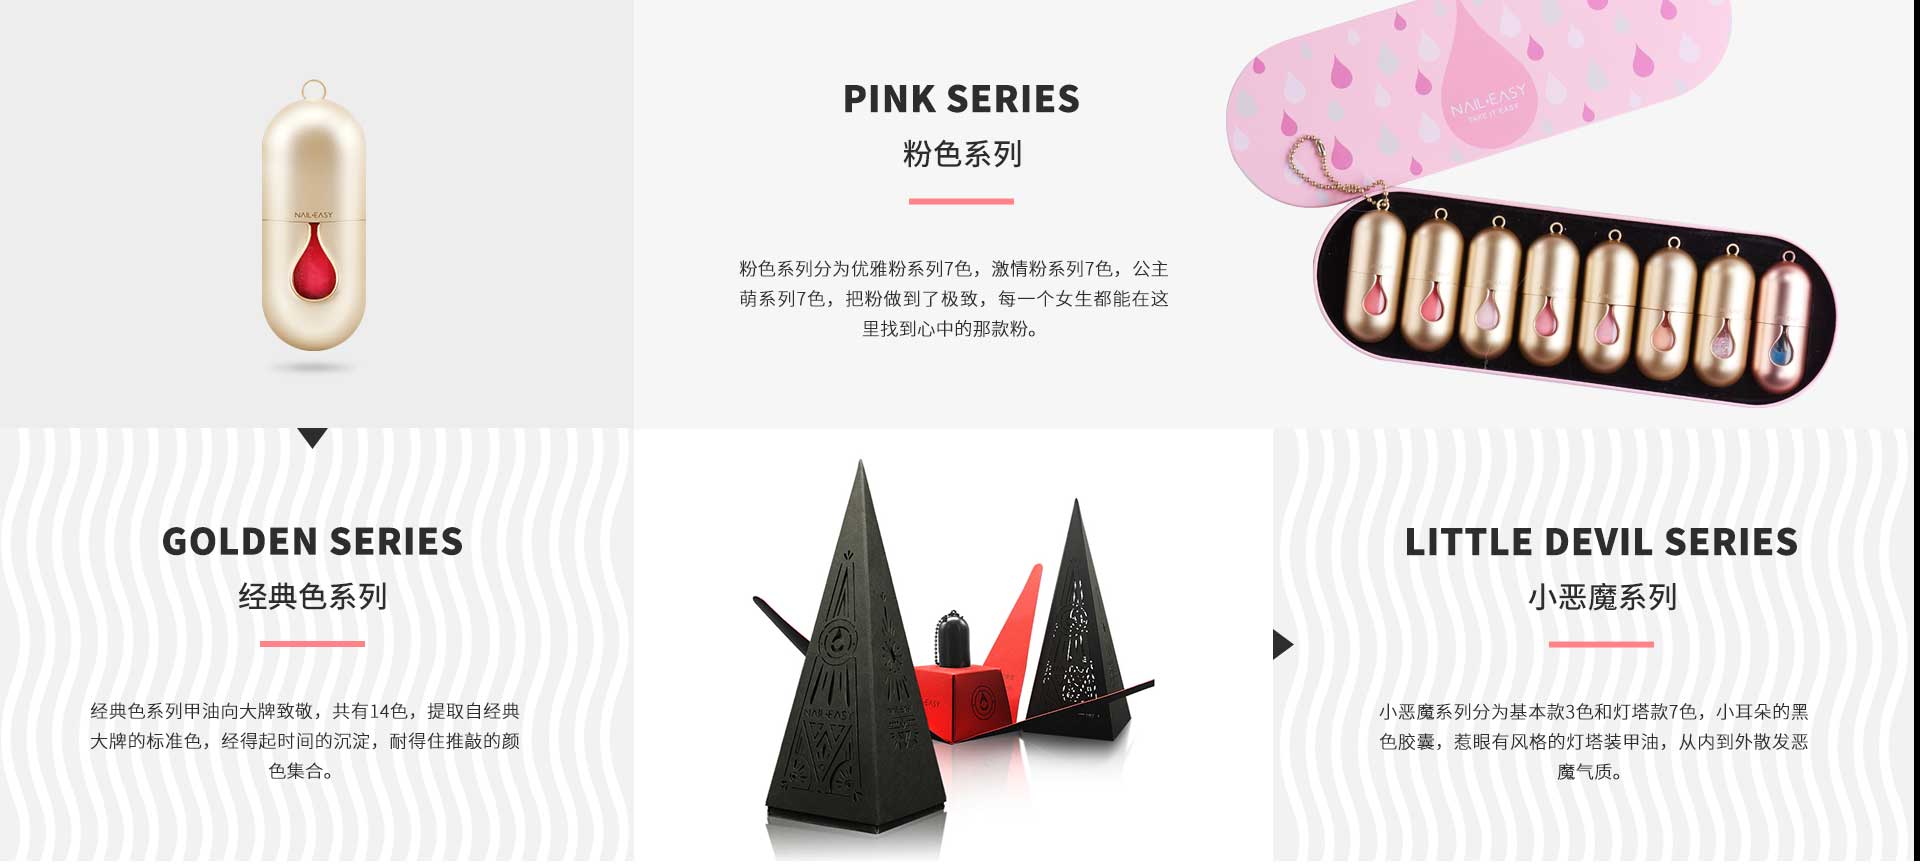 NAIL·EASY
PINK SERIES
粉色系列
粉色系列分为优雅粉系列7色，激情粉系列7色，公主
萌系列7色，把粉做到了极致，每一个女生都能在这
里找到心中的那款粉。
NAIL·EASY
TAKE IT EASY
GOLDEN SERIES
经典色系列
经典色系列甲油向大牌致敬，共有14色，提取自经典
大牌的标准色，经得起时间的沉淀，耐得住推敲的颜
色集合。
NAIL·EASY
LITTLE DEVIL SERIES
小恶魔系列
小恶魔系列分为基本款3色和灯塔款7色，小耳朵的黑
色胶囊，惹眼有风格的灯塔装甲油，从内到外散发恶
魔气质。